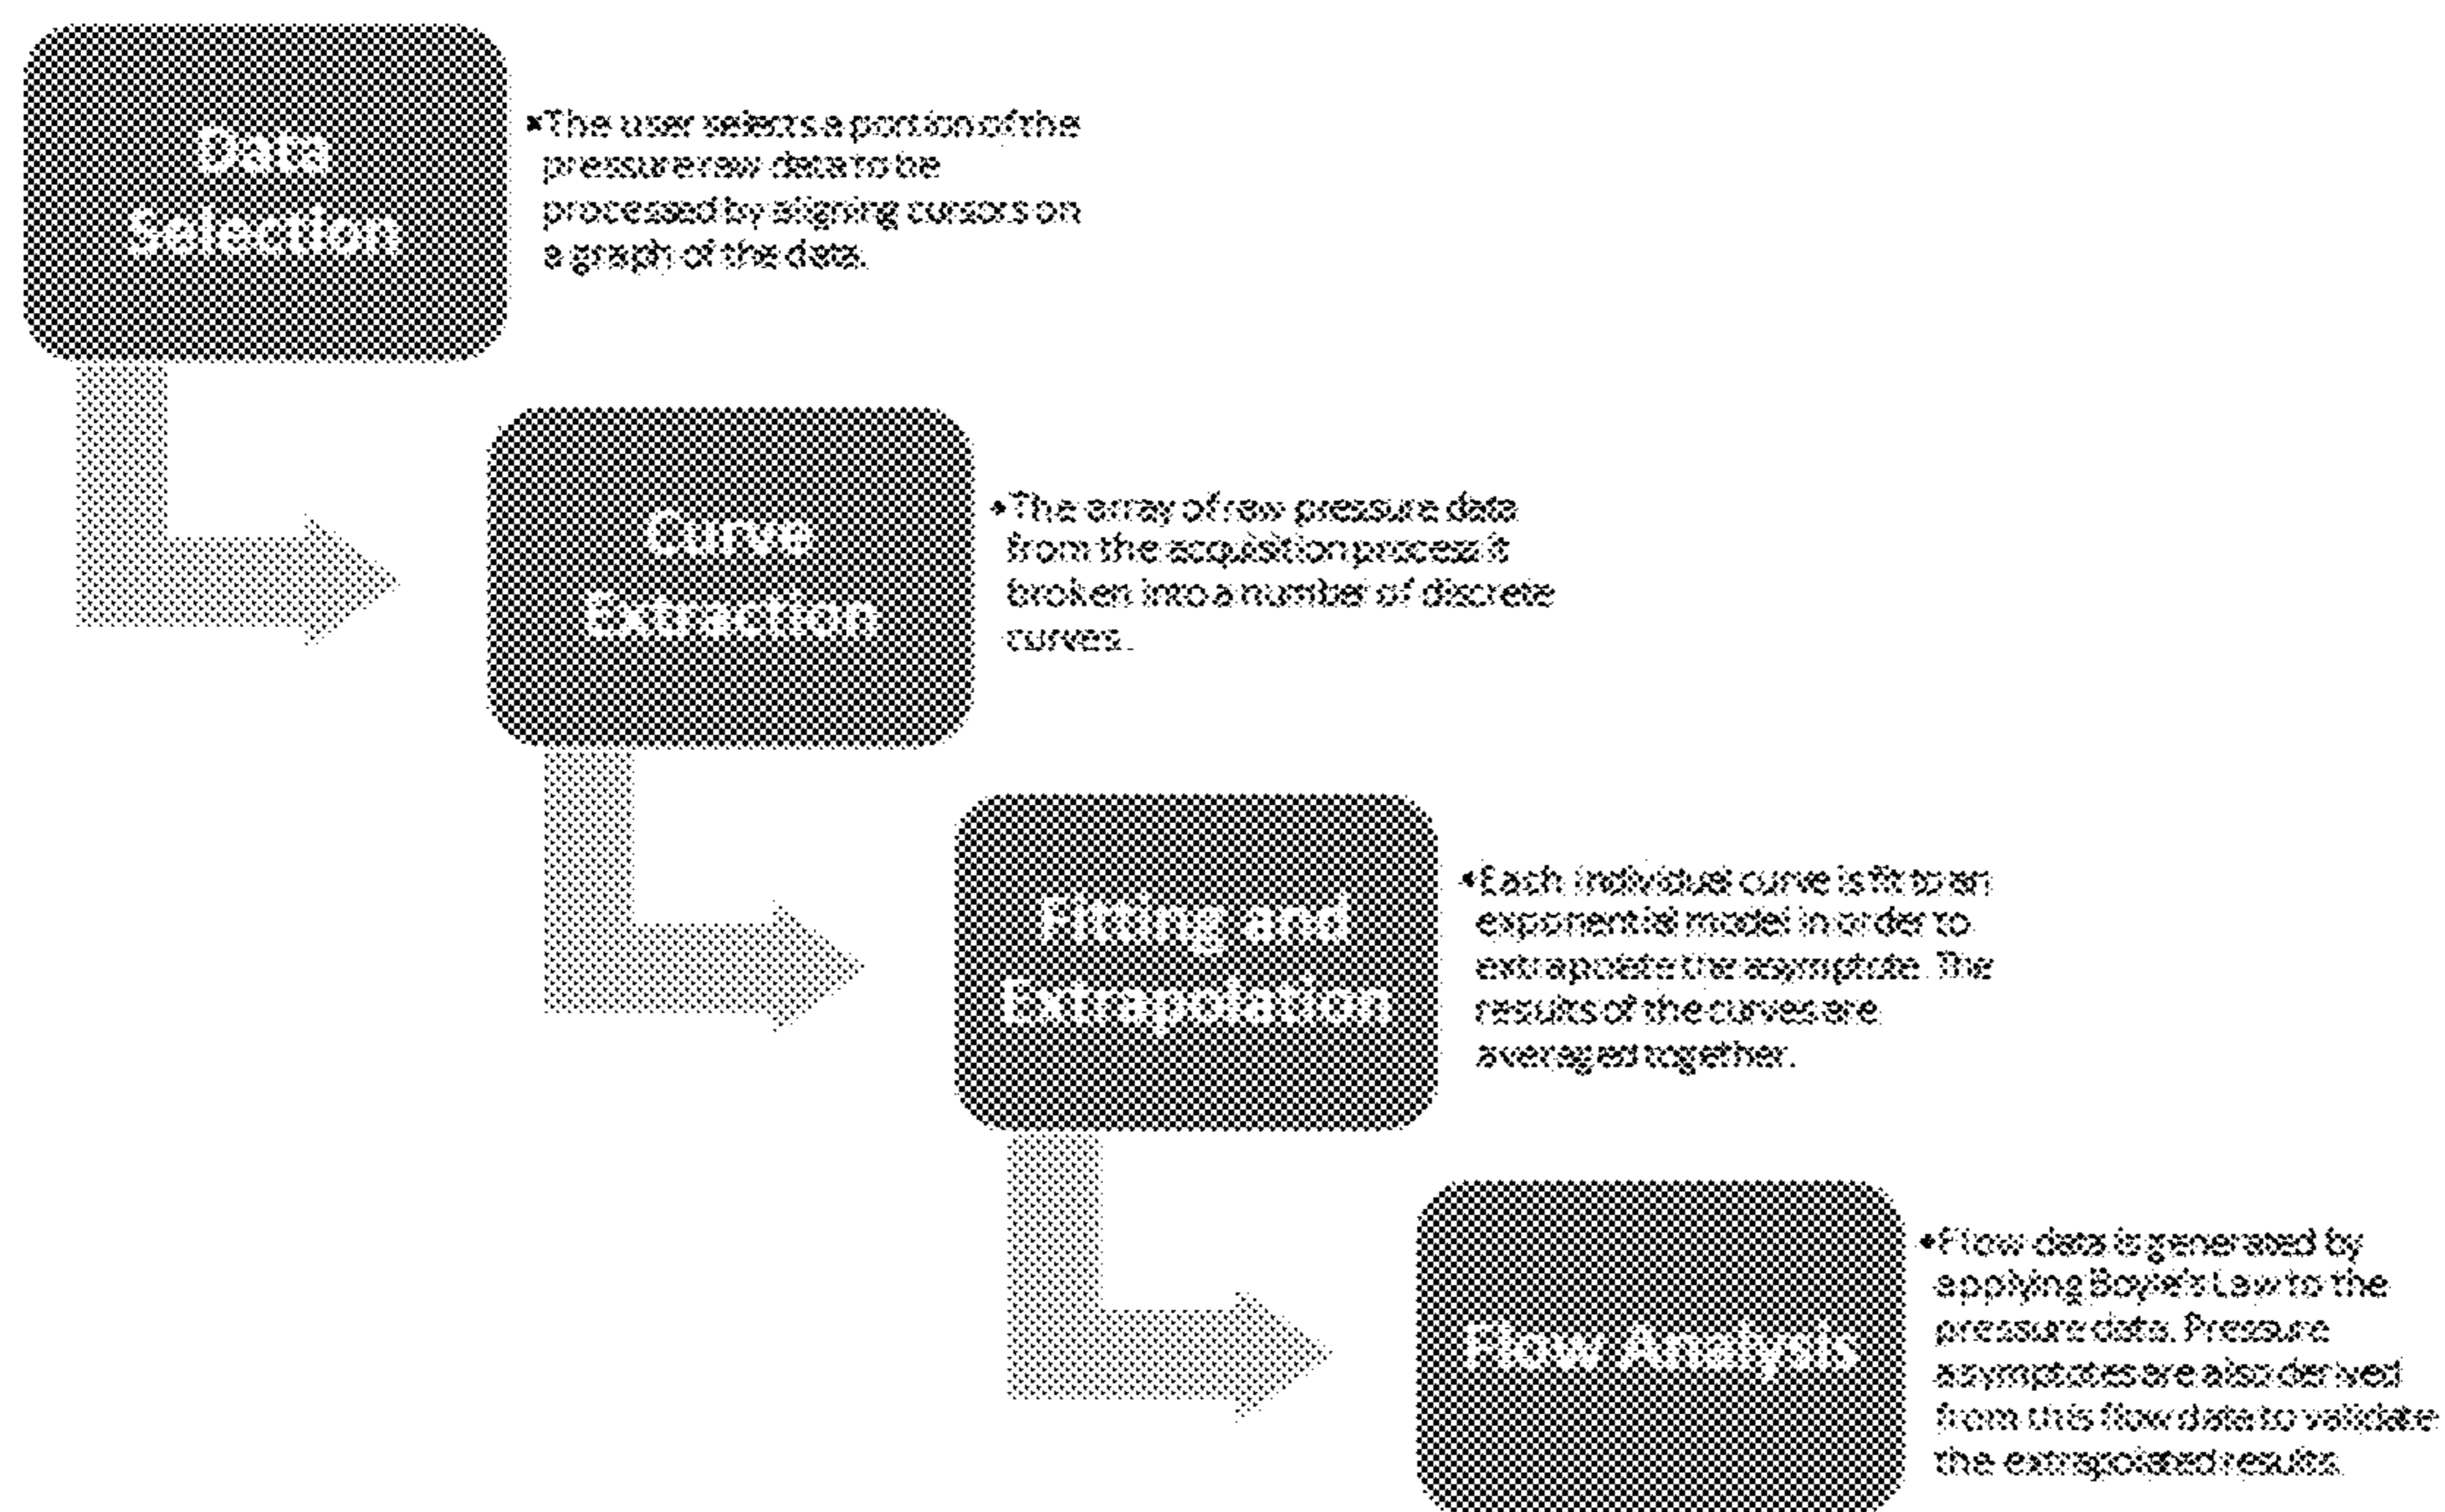 Data
Selection
•The user selects a portion of the
pressure raw data to be
processed by aligning cursors on
a graph of the data.
Curve
Extraction
•The array of raw pressure data
from the acquisition process it
broken into a number of discrete
curves.
Fitting and
Extrapolation
•Each individual curve is fit to an
exponential model in order to
extrapolate the asymptote. The
results of the curves are
averaged together.
Flow Analysis
•Flow data is generated by
applying Boyle's Law to the
pressure data. Pressure
asymptotes are also derived
from this flow data to validate
the extrapolated results.